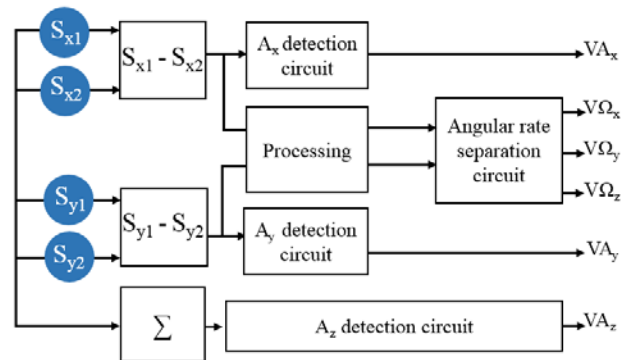 Sx1
Sx2
Sx1 - Sx2
Ax detection
circuit
VAx
Processing
Angular rate
separation
circuit
VΩx
VΩy
VΩz
Sy1
Sy2
Sy1 - Sy2
Ay detection
circuit
VAy
Σ
Az detection circuit
VAz